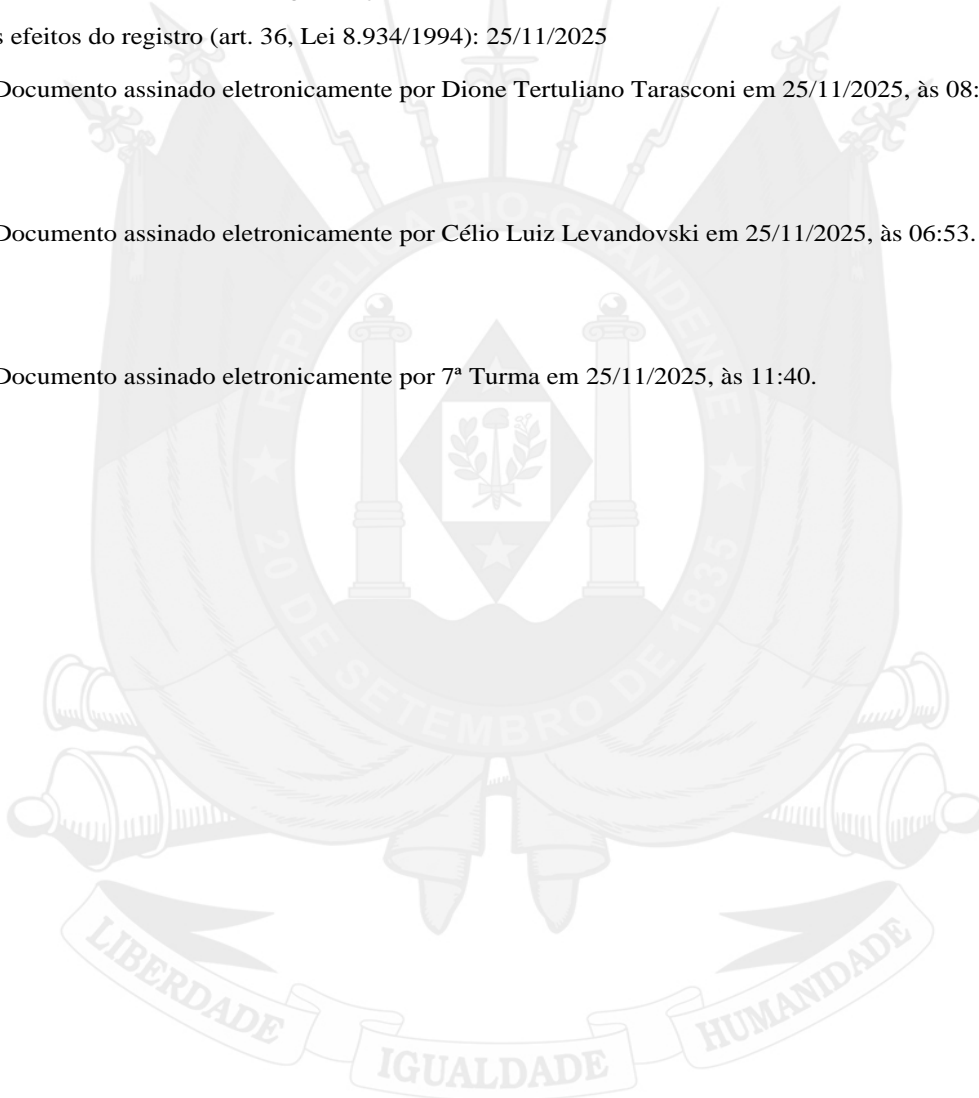 s efeitos do registro (art. 36, Lei 8.934/1994): 25/11/2025
Documento assinado eletronicamente por Dione Tertuliano Tarasconi em 25/11/2025, às 08:
Documento assinado eletronicamente por Célio Luiz Levandovski em 25/11/2025, às 06:53.
Documento assinado eletronicamente por 7ª Turma em 25/11/2025, às 11:40.
REPÚBLICA RIO-GRANDENSE
20 DE SETEMBRO DE 1835
LIBERDADE
IGUALDADE
HUMANIDADE